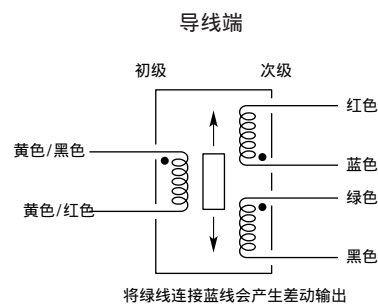 导线端
初级 次级
红色
黄色/黑色
蓝色
绿色
黄色/红色
黑色
将绿线连接蓝线会产生差动输出